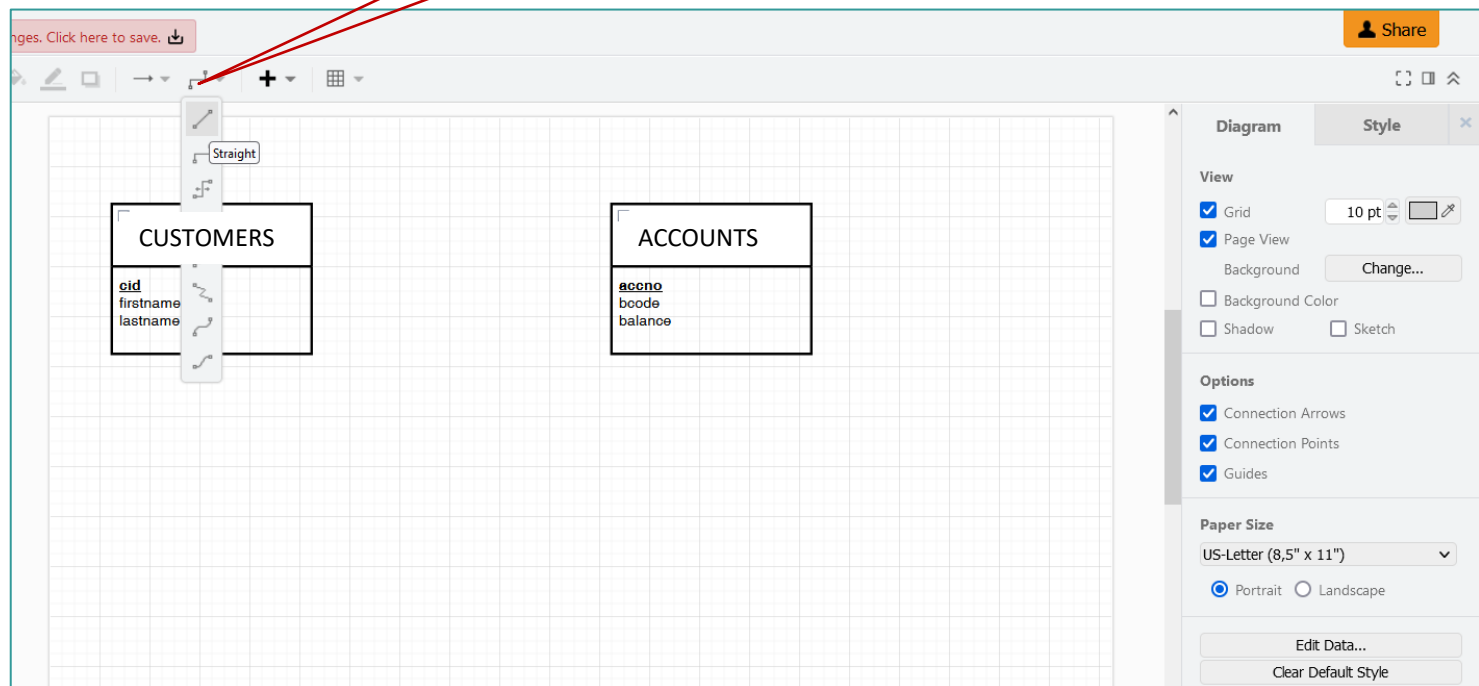 nges. Click here to save.
Share
Straight
CUSTOMERS
cid
firstname
lastname
ACCOUNTS
accno
bcode
balance
Diagram
Style
View
Grid
10 pt
Page View
Background
Change...
Background Color
Shadow
Sketch
Options
Connection Arrows
Connection Points
Guides
Paper Size
US-Letter (8,5" x 11")
Portrait
Landscape
Edit Data...
Clear Default Style